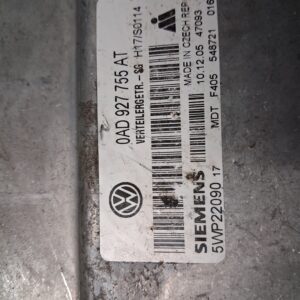 0AD 927 755 AT
VERTEILERGETR.-SG H17/S0114
SIEMENS
5WP22090 17
MADE IN CZECH REP
10.12.05 47093
MDT F405 548721 016